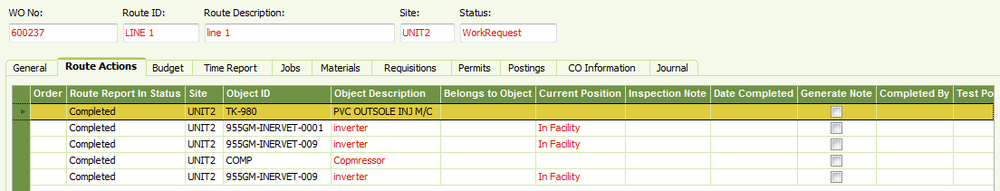 WO No: Route ID: Route Description: Site: Status:
600237 LINE 1 line 1 UNIT2 WorkRequest
General Route Actions Budget Time Report Jobs Materials Requisitions Permits Postings CO Information Journal
Order Route Report In Status Site Object ID Object Description Belongs to Object Current Position Inspection Note Date Completed Generate Note Completed By Test Po
Completed UNIT2 TK-980 PVC OUTSOLE INJ M/C
Completed UNIT2 955GM-INERVET-0001 inverter In Facility
Completed UNIT2 955GM-INERVET-009 inverter In Facility
Completed UNIT2 COMP Copmressor
Completed UNIT2 955GM-INERVET-009 inverter In Facility